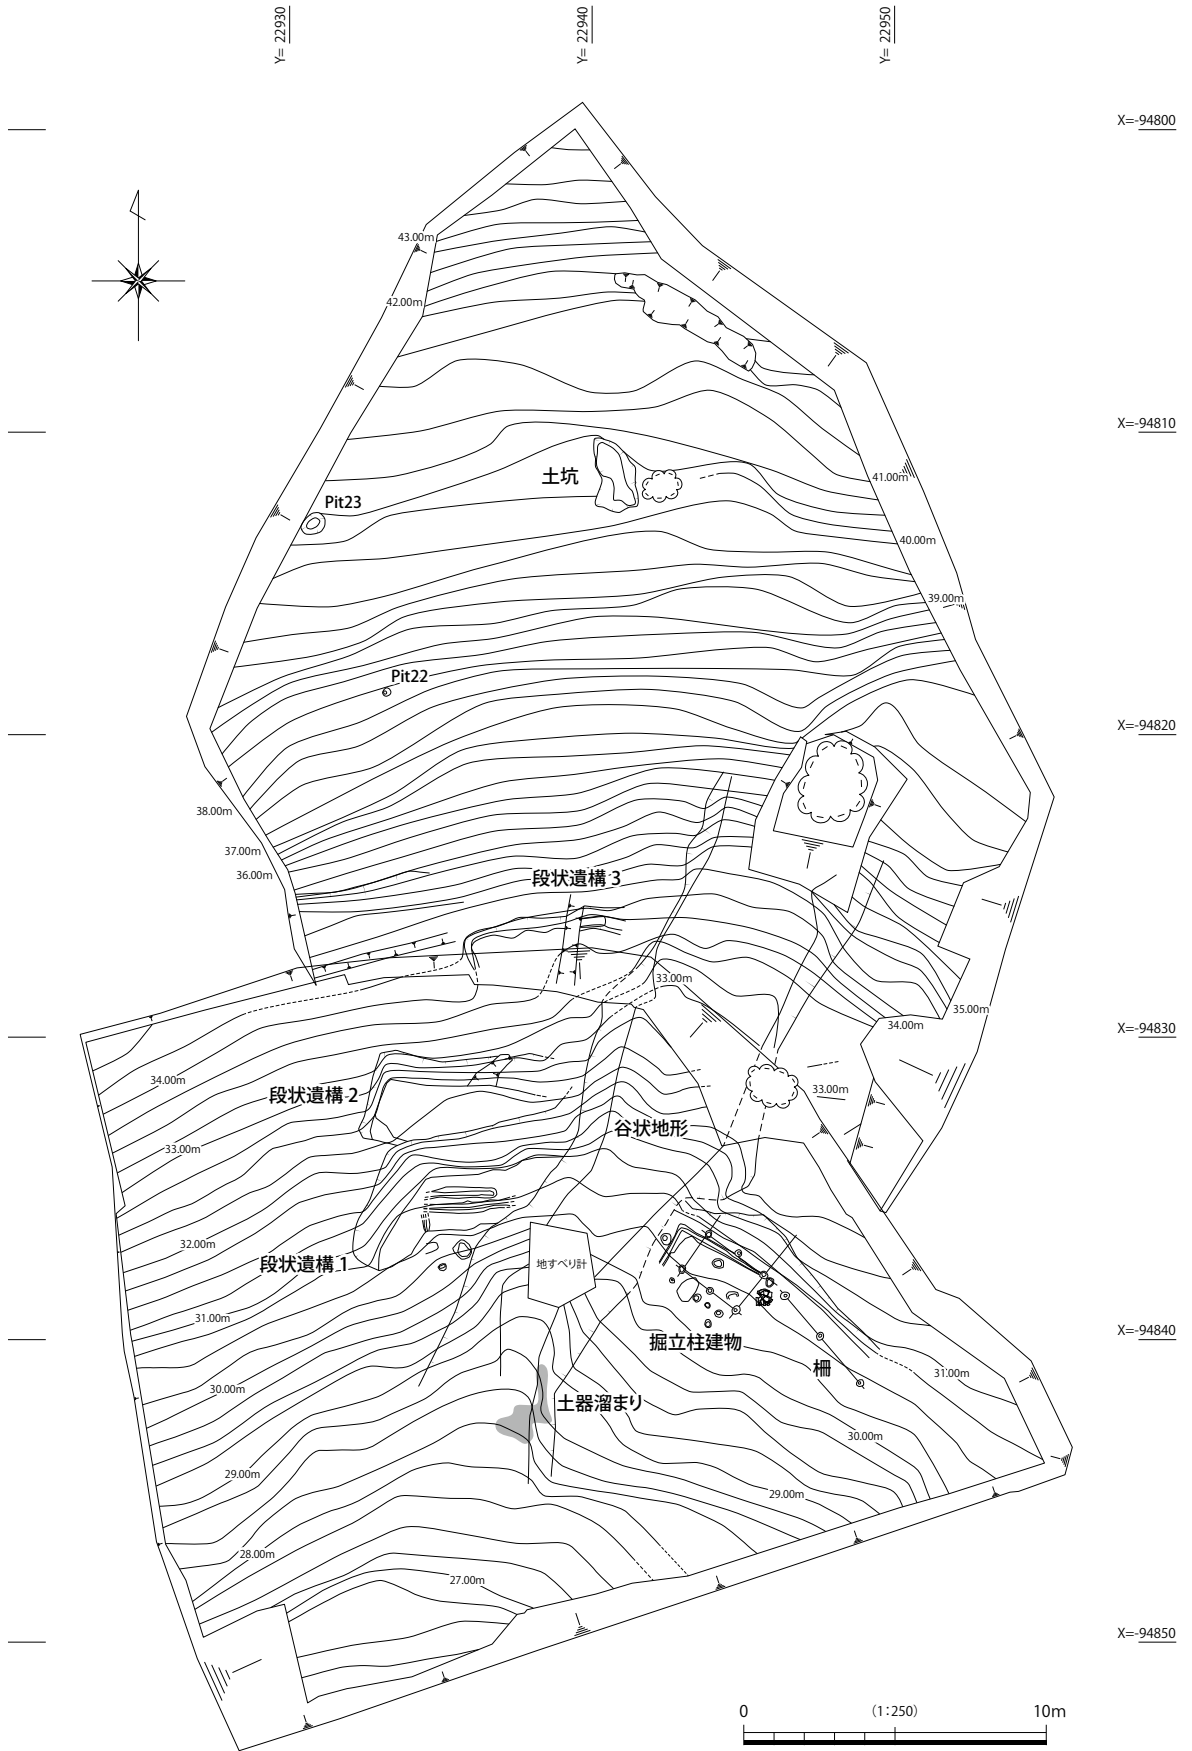 Y= 22930
Y= 22940
Y= 22950
X=-94800
43.00m
42.00m
X=-94810
土坑
41.00m
Pit23
40.00m
39.00m
Pit22
X=-94820
38.00m
37.00m
36.00m
段状遺構 3
33.00m
35.00m
34.00m
X=-94830
34.00m
段状遺構 2
33.00m
谷状地形
33.00m
32.00m
段状遺構 1
地すべり計
31.00m
掘立柱建物
X=-94840
柵
31.00m
30.00m
土器溜まり
30.00m
29.00m
29.00m
28.00m
27.00m
X=-94850
0 (1:250) 10m